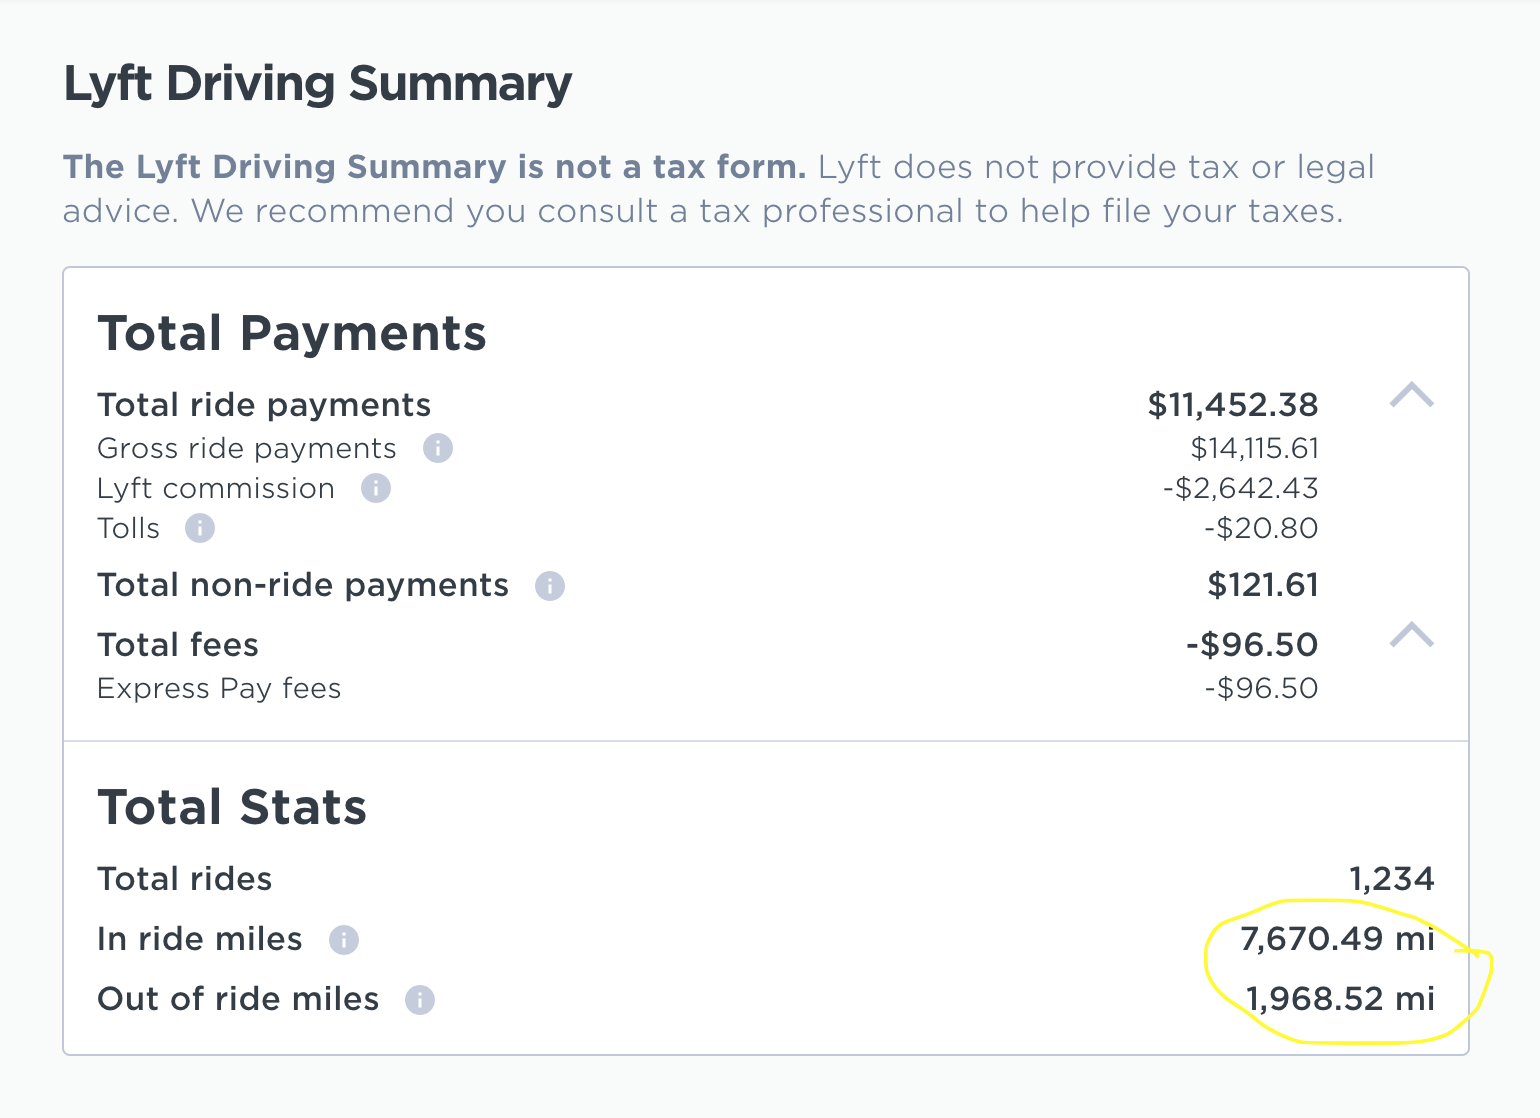 Lyft Driving Summary
The Lyft Driving Summary is not a tax form. Lyft does not provide tax or legal
advice. We recommend you consult a tax professional to help file your taxes.
Total Payments
Total ride payments $11,452.38
Gross ride payments i $14,115.61
Lyft commission i -$2,642.43
Tolls i -$20.80
Total non-ride payments i $121.61
Total fees -$96.50
Express Pay fees -$96.50
Total Stats
Total rides 1,234
In ride miles i 7,670.49 mi
Out of ride miles i 1,968.52 mi